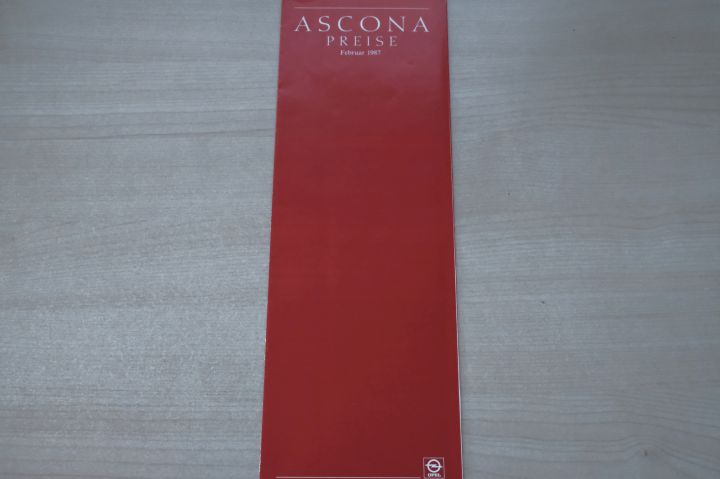 ASCONA
PREISE
Februar 1987
OPEL